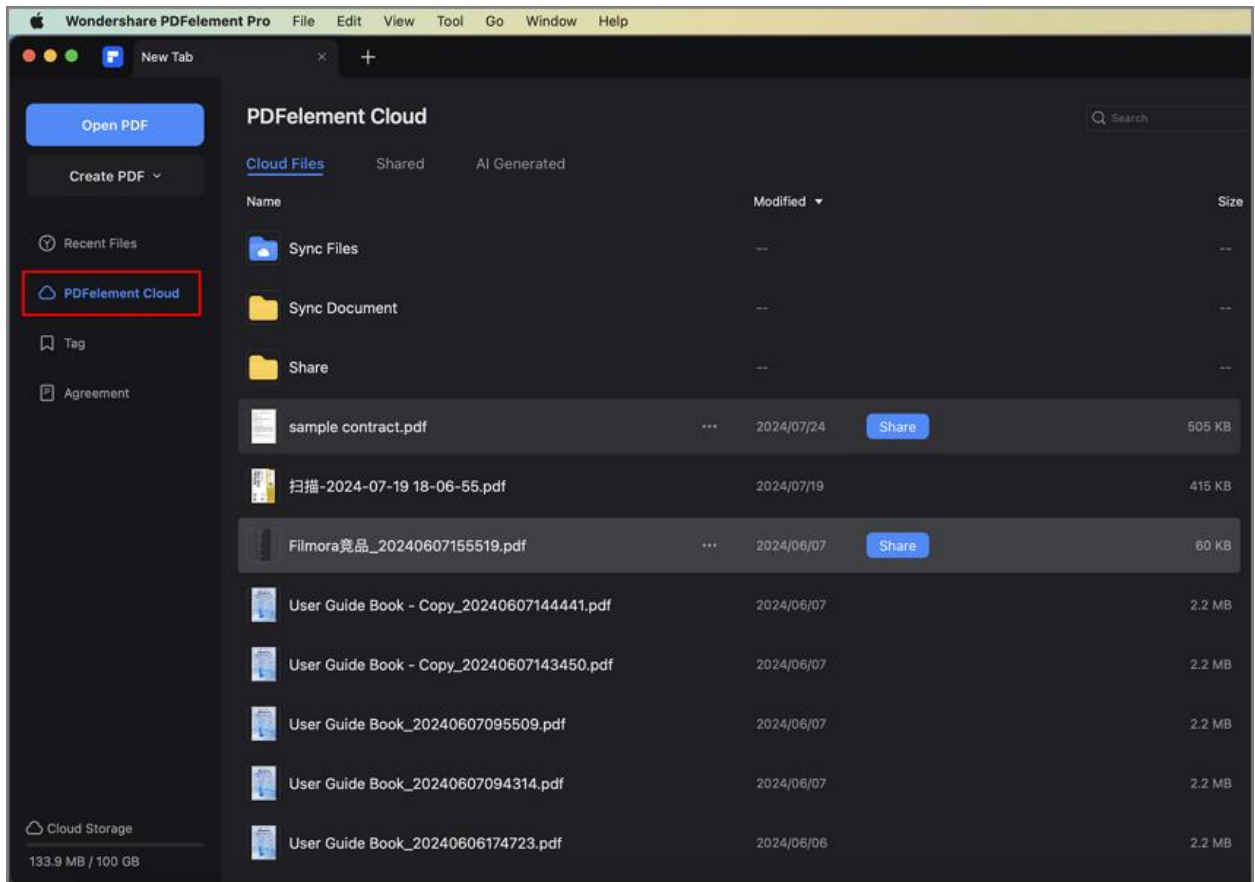 Wondershare PDFelement Pro File Edit View Tool Go Window Help
New Tab
Open PDF
Create PDF
Recent Files
PDFelement Cloud
Tag
Agreement
Cloud Storage
133.9 MB / 100 GB
PDFelement Cloud
Search
Cloud Files Shared AI Generated
Name Modified Size
Sync Files -- --
Sync Document -- --
Share -- --
sample contract.pdf ... 2024/07/24 Share 505 KB
扫描-2024-07-19 18-06-55.pdf 2024/07/19 415 KB
Filmora竞品_20240607155519.pdf ... 2024/06/07 Share 60 KB
User Guide Book - Copy_20240607144441.pdf 2024/06/07 2.2 MB
User Guide Book - Copy_20240607143450.pdf 2024/06/07 2.2 MB
User Guide Book_20240607095509.pdf 2024/06/07 2.2 MB
User Guide Book_20240607094314.pdf 2024/06/07 2.2 MB
User Guide Book_20240606174723.pdf 2024/06/06 2.2 MB